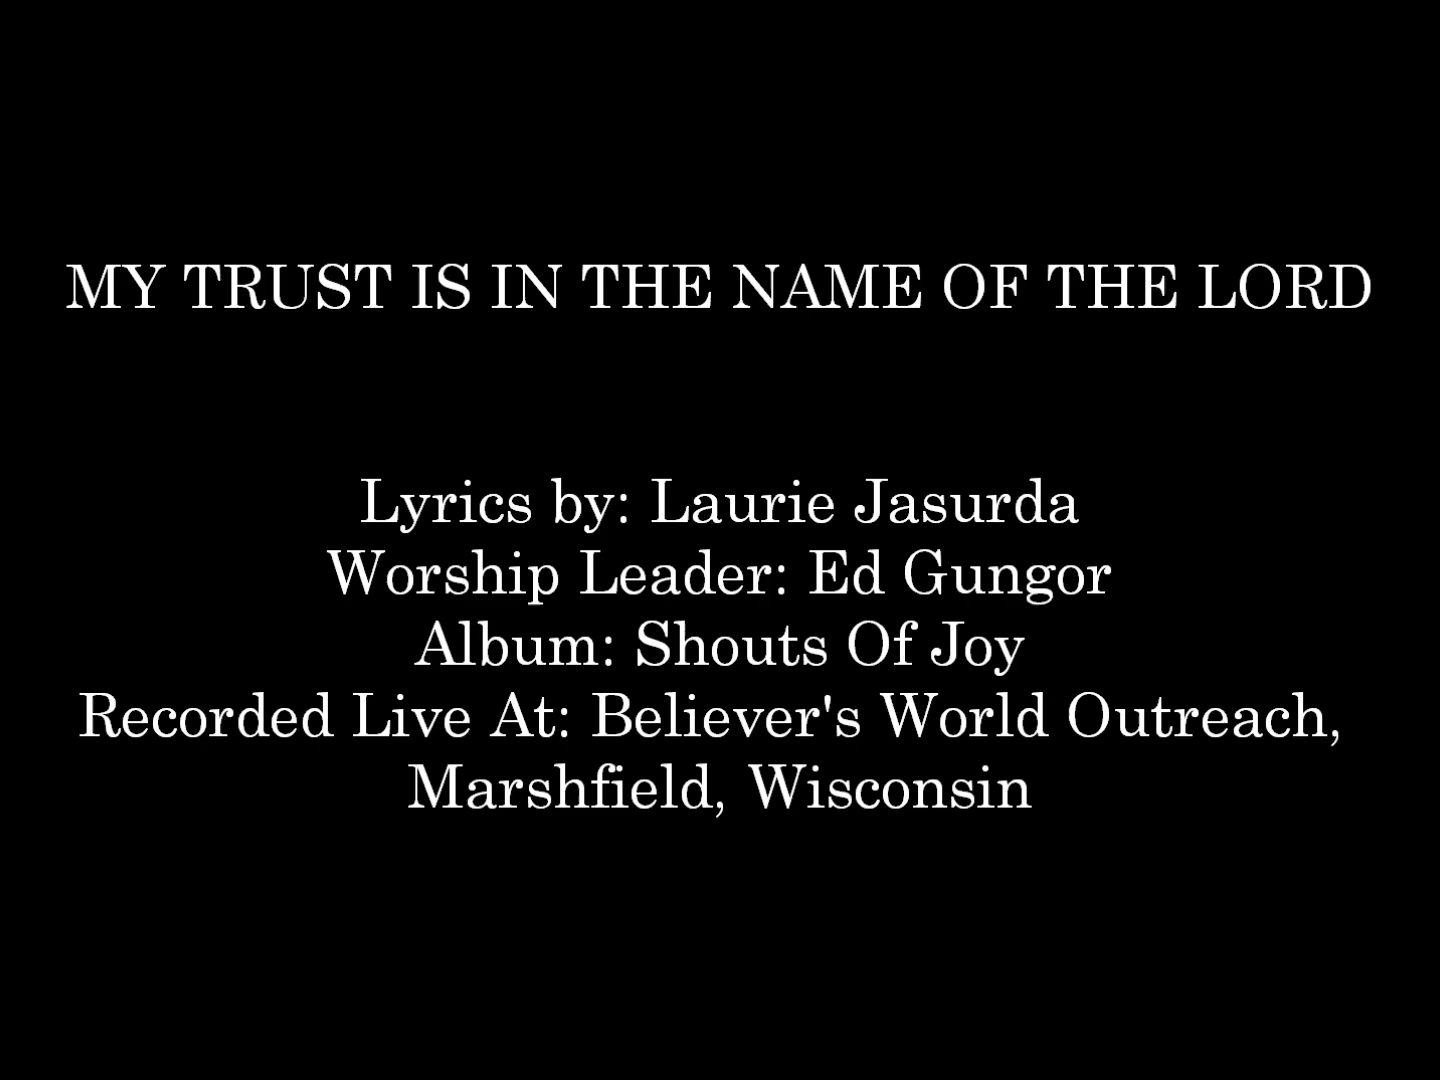 MY TRUST IS IN THE NAME OF THE LORD
Lyrics by: Laurie Jasurda
Worship Leader: Ed Gungor
Album: Shouts Of Joy
Recorded Live At: Believer's World Outreach,
Marshfield, Wisconsin